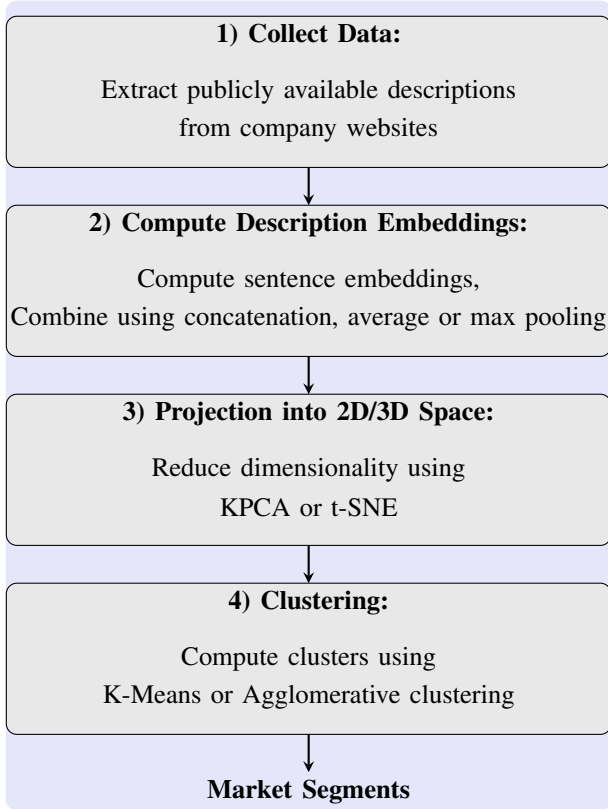 1) Collect Data:
Extract publicly available descriptions
from company websites
2) Compute Description Embeddings:
Compute sentence embeddings,
Combine using concatenation, average or max pooling
3) Projection into 2D/3D Space:
Reduce dimensionality using
KPCA or t-SNE
4) Clustering:
Compute clusters using
K-Means or Agglomerative clustering
Market Segments